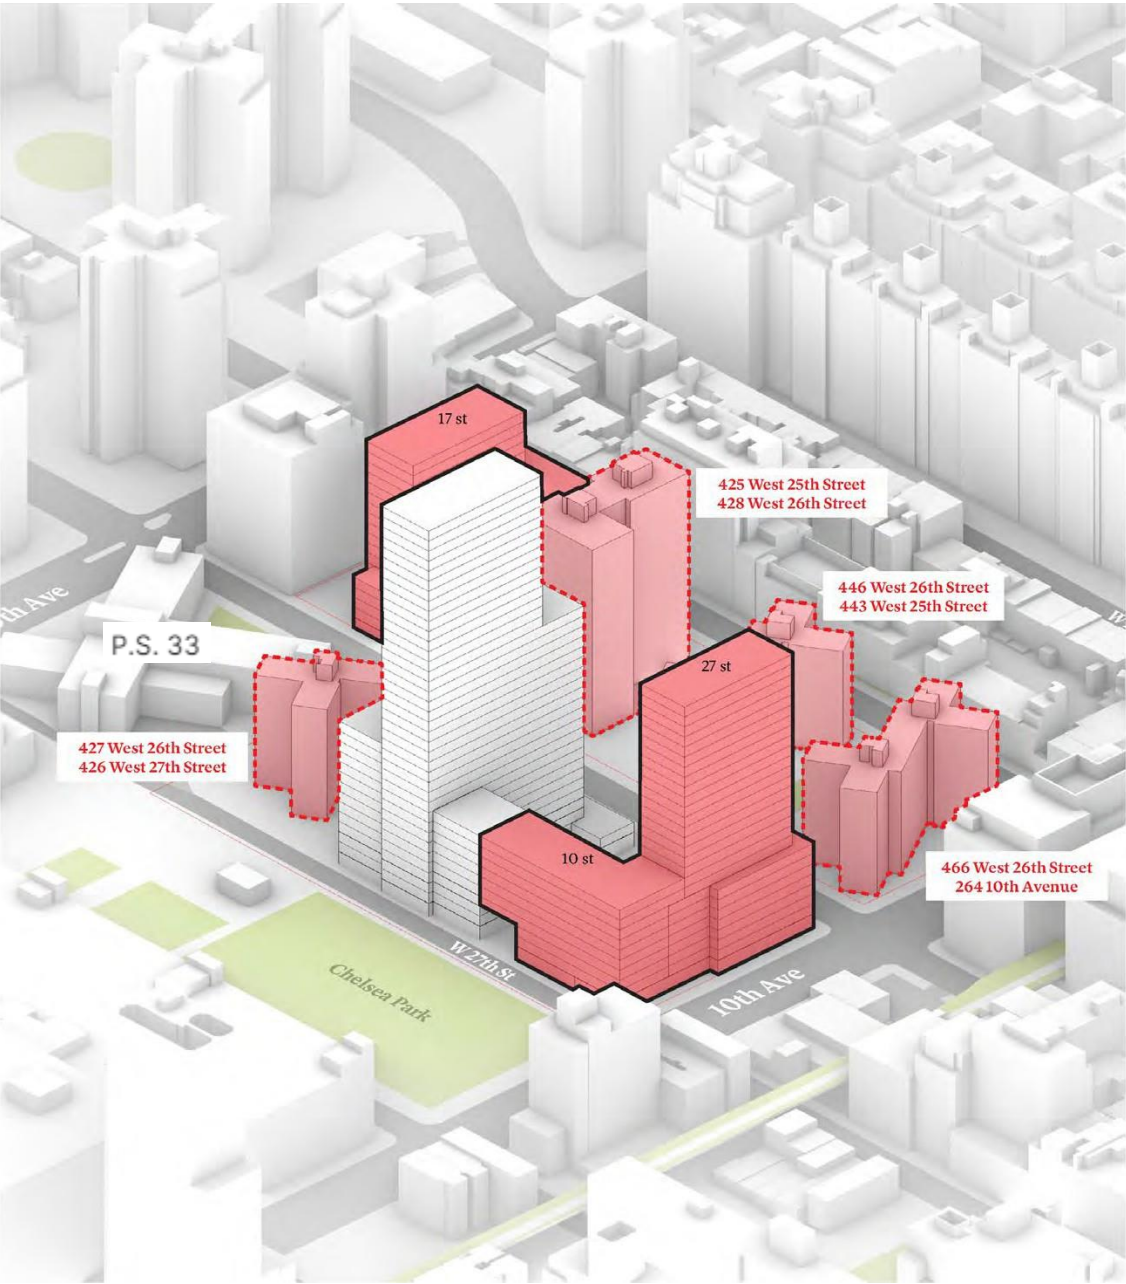 17 st
425 West 25th Street
428 West 26th Street
446 West 26th Street
443 West 25th Street
th Ave
P.S. 33
27 st
427 West 26th Street
426 West 27th Street
10 st
466 West 26th Street
264 10th Avenue
W 27th St
Chelsea Park
10th Ave